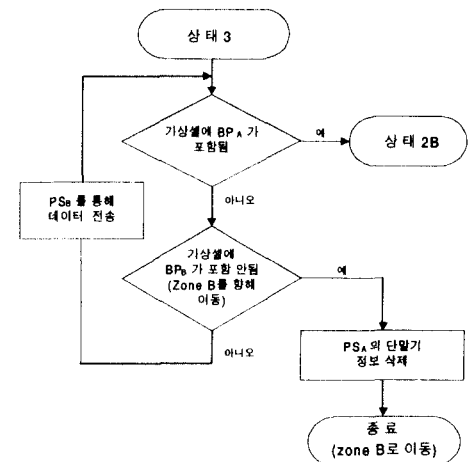 상 태 3
기상셀에 BPA 가
포함됨
예
상 태 2B
아니오
PSB 를 통해
데이터 전송
기상셀에
BPB 가 포함 안됨
(Zone B를 향해
이동)
예
아니오
PSA 의 단말기
정보 삭제
종 료
(zone B로 이동)